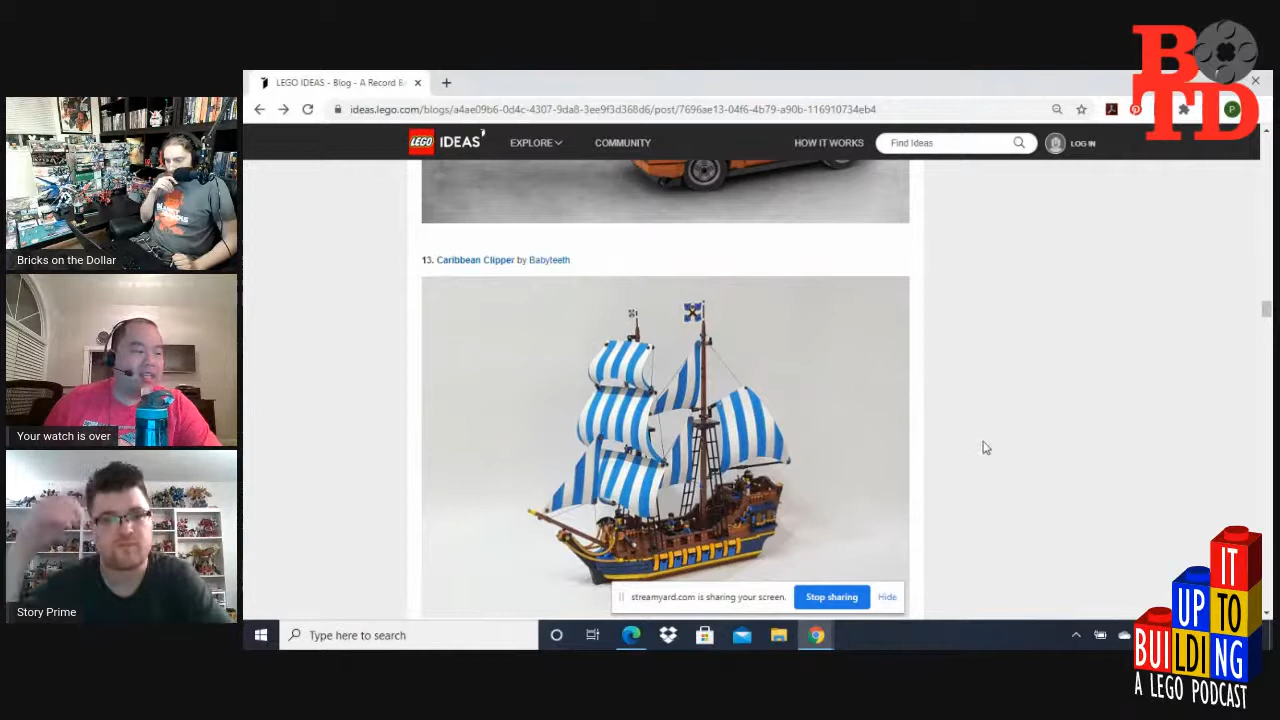 BOTD
LEGO IDEAS - Blog - A Record B
ideas.lego.com/blogs/a4ae09b6-0d4c-4307-9da8-3ee9f3d368d6/post/7696ae13-04f6-4b79-a90b-116910734eb4
LEGO IDEAS EXPLORE COMMUNITY HOW IT WORKS Find Ideas LOG IN
13. Caribbean Clipper by Babyteeth
Bricks on the Dollar
Your watch is over
Story Prime
streamyard.com is sharing your screen. Stop sharing Hide
Type here to search
IT
UP TO
BUILDING
A LEGO PODCAST